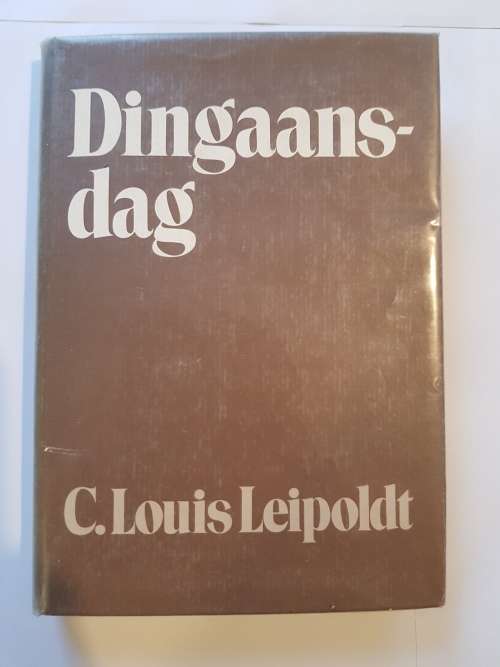 Dingaans-
dag
C. Louis Leipoldt